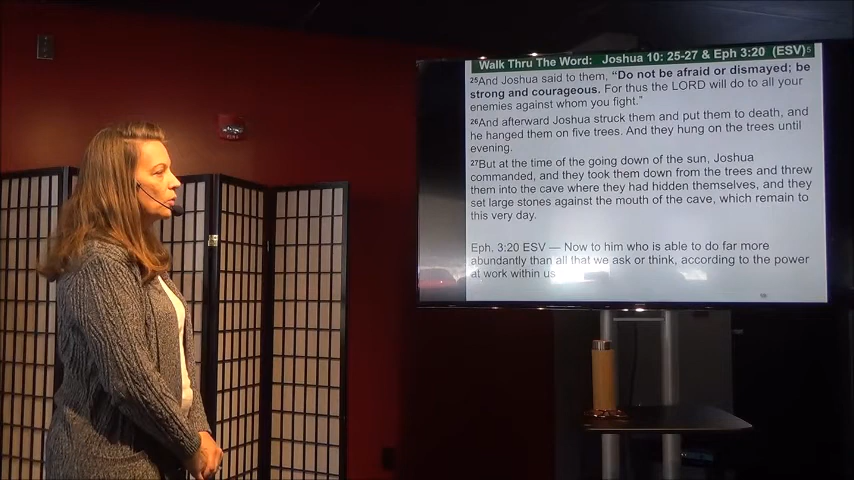 Walk Thru The Word: Joshua 10: 25-27 & Eph 3:20 (ESV)5
25And Joshua said to them, "Do not be afraid or dismayed; be
strong and courageous. For thus the LORD will do to all your
enemies against whom you fight."
26And afterward Joshua struck them and put them to death, and
he hanged them on five trees. And they hung on the trees until
evening.
27But at the time of the going down of the sun, Joshua
commanded, and they took them down from the trees and threw
them into the cave where they had hidden themselves, and they
set large stones against the mouth of the cave, which remain to
this very day.
Eph. 3:20 ESV — Now to him who is able to do far more
abundantly than all that we ask or think, according to the power
at work within us